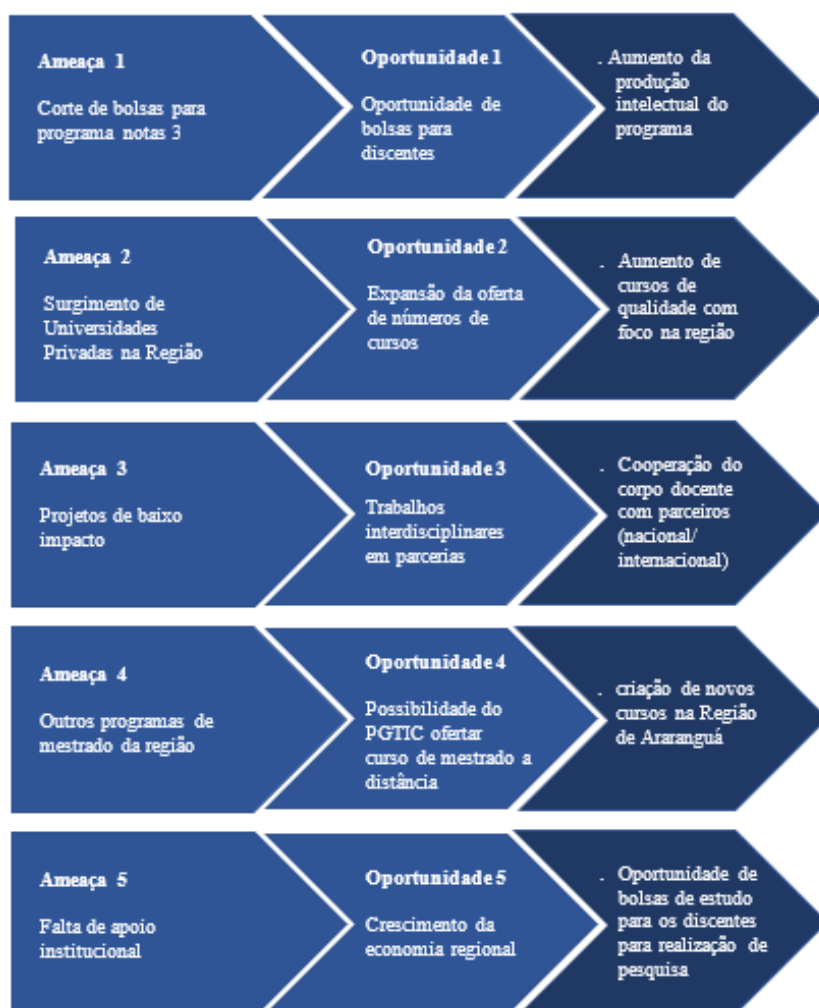 Ameaça 1
Corte de bolsas para
programa notas 3
Oportunidade 1
Oportunidade de
bolsas para
discentes
. Aumento da
produção
intelectual do
programa
Ameaça 2
Surgimento de
Universidades
Privadas na Região
Oportunidade 2
Expansão da oferta
de números de
cursos
. Aumento de
cursos de
qualidade com
foco na região
Ameaça 3
Projetos de baixo
impacto
Oportunidade 3
Trabalhos
interdisciplinares
em parcerias
. Cooperação do
corpo docente
com parceiros
(nacional/
internacional)
Ameaça 4
Outros programas de
mestrado da região
Oportunidade 4
Possibilidade do
PGTIC ofertar
curso de mestrado a
distância
. criação de novos
cursos na Região
de Araranguá
Ameaça 5
Falta de apoio
institucional
Oportunidade 5
Crescimento da
economia regional
. Oportunidade de
bolsas de estudo
para os discentes
para realização de
pesquisa